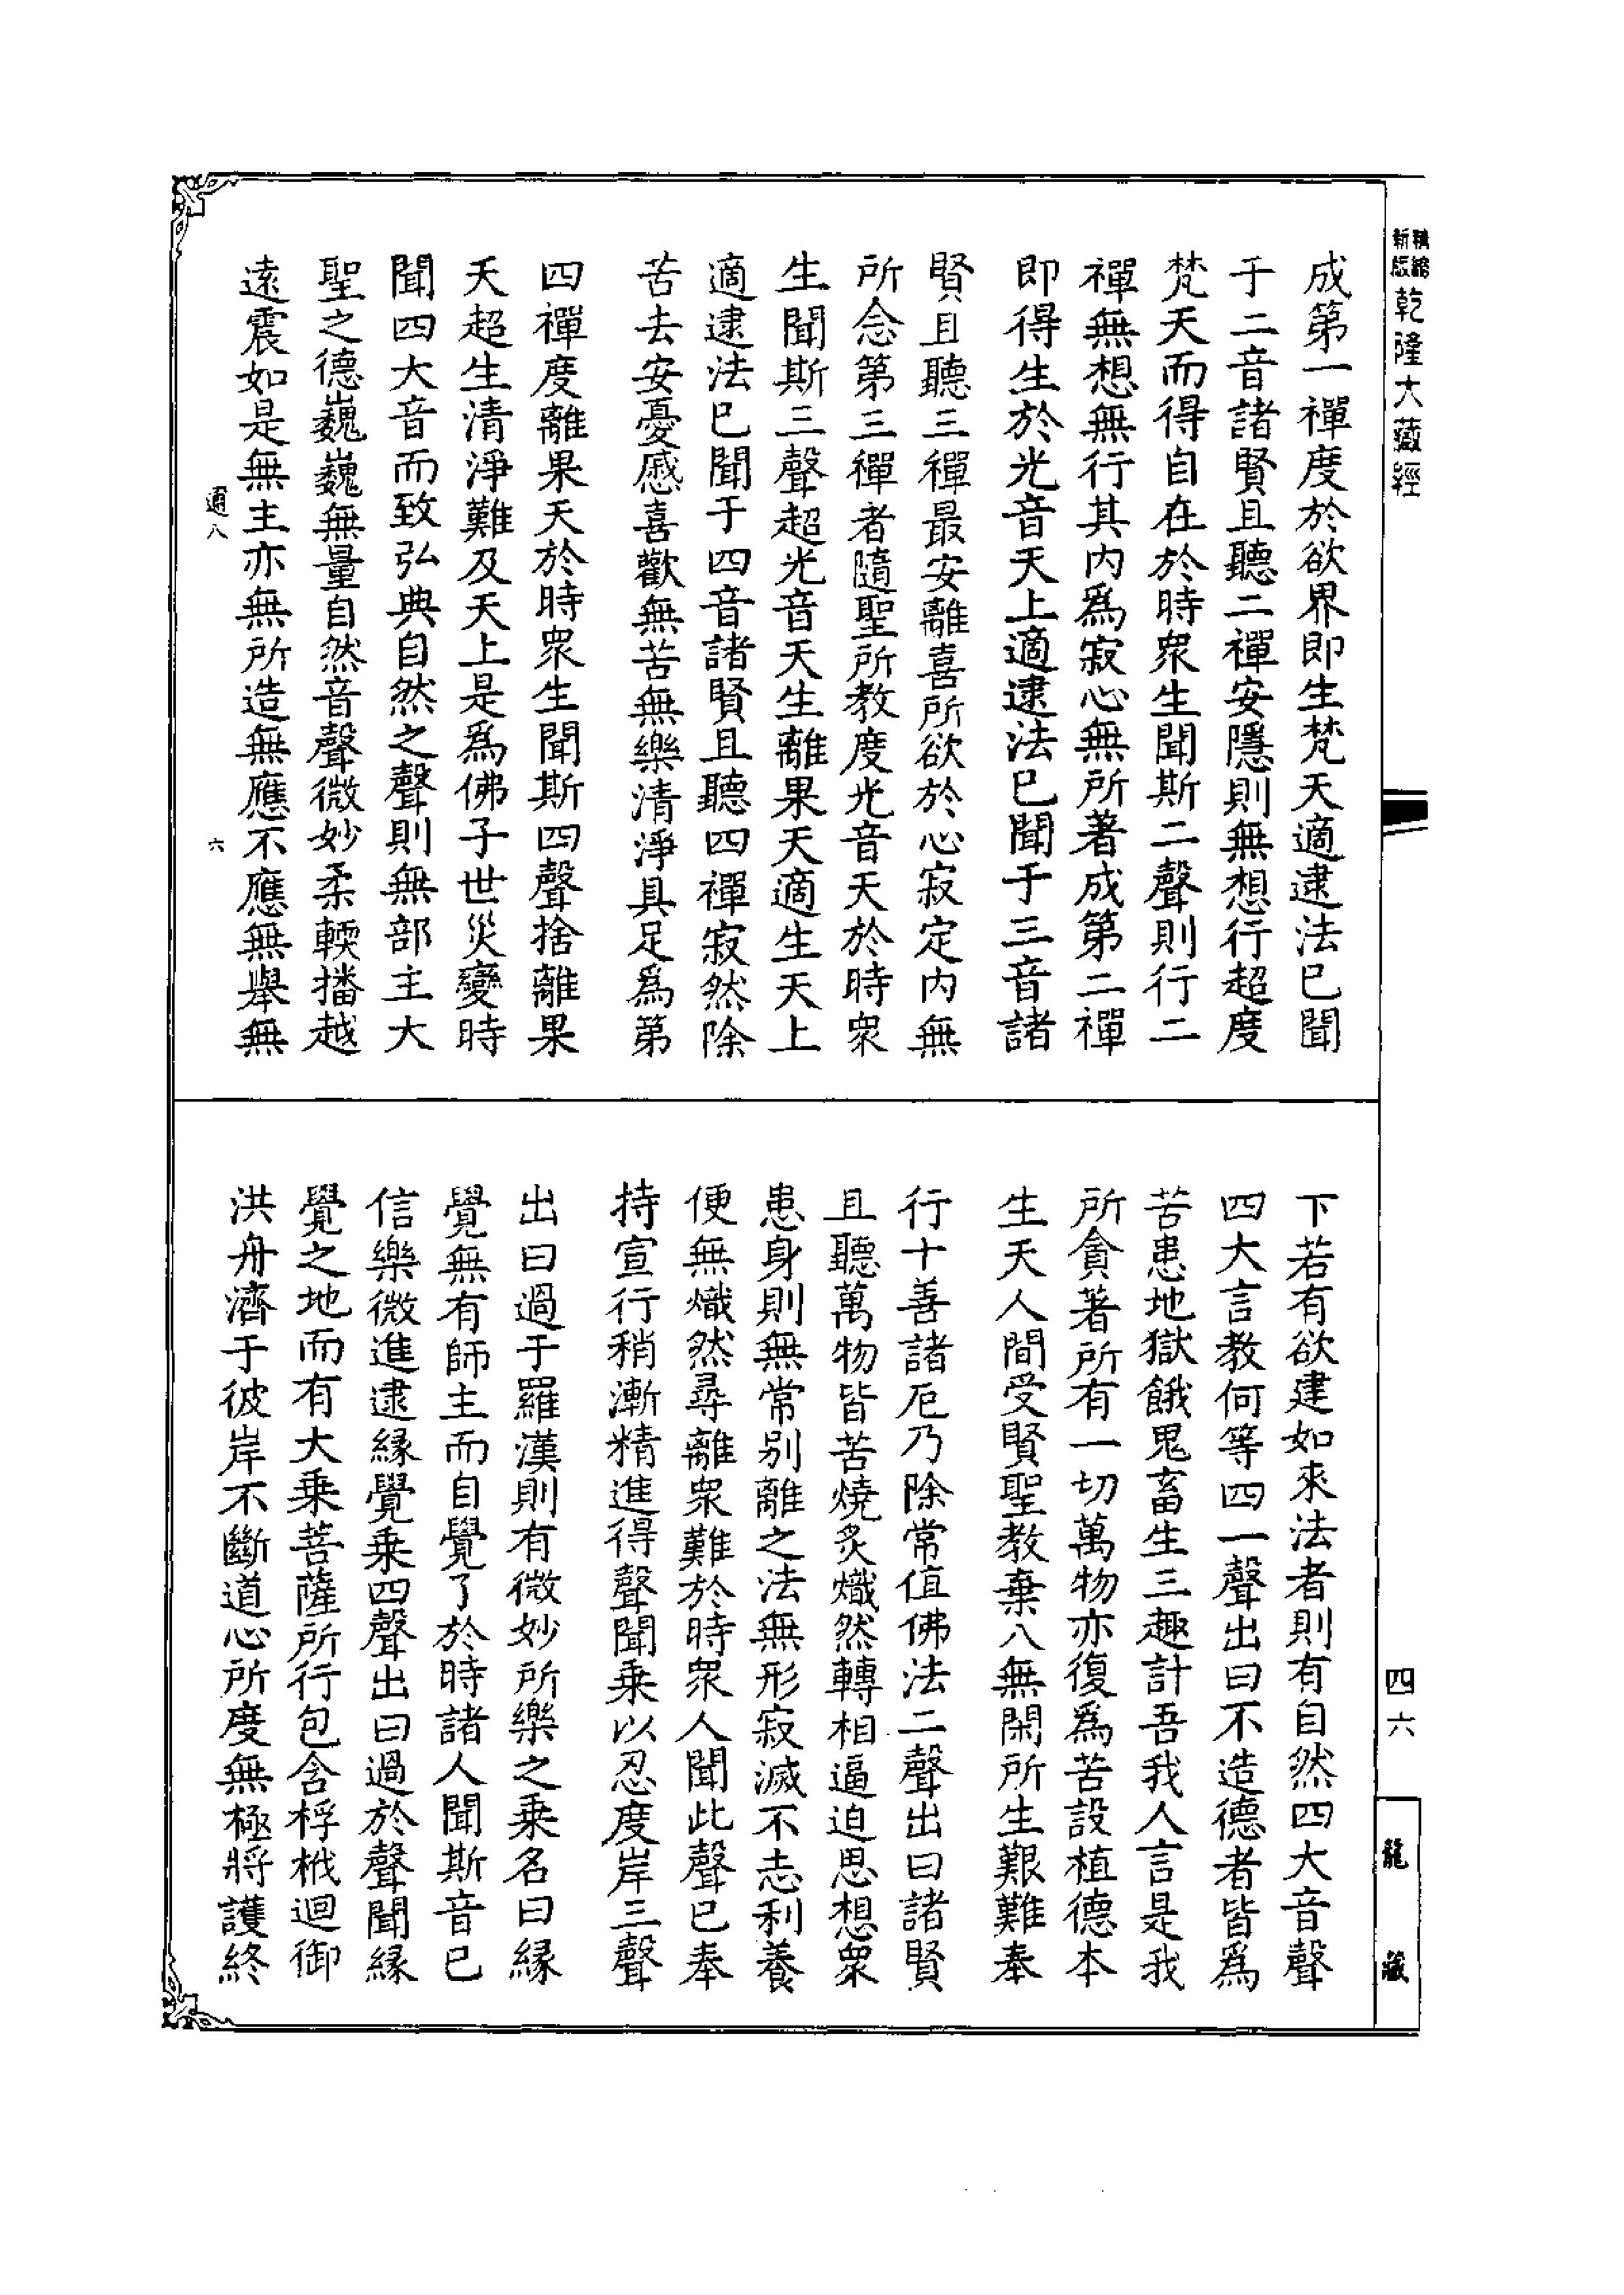 精縮新版乾隆大藏經
成第一禪度於欲界即生梵天適逮法已聞
于二音諸賢且聽二禪安隱則無想行超度
梵天而得自在於時衆生聞斯二聲則行二
禪無想無行其內爲寂心無所著成第二禪
即得生於光音天上適逮法已聞于三音諸
賢且聽三禪最安離喜所欲於心寂定内無
所念第三禪者隨聖所教度光音天於時衆
生聞斯三聲超光音天生離果天適生天上
適逮法已聞于四音諸賢且聽四禪寂然除
苦去安憂慼喜歡無苦無樂清淨具足爲第
四禪度離果天於時衆生聞斯四聲捨離果
天超生清淨難及天上是爲佛子世災變時
聞四大音而致弘典自然之聲則無部主大
聖之德巍巍無量自然音聲微妙柔輭播越
遠震如是無主亦無所造無應不應無舉無
通八
六
下若有欲建如來法者則有自然四大音聲
四大言教何等四一聲出曰不造德者皆爲
苦患地獄餓鬼畜生三趣計吾我人言是我
所貪著所有一切萬物亦復爲苦設植德本
生天人間受賢聖教棄八無閑所生艱難奉
行十善諸厄乃除常值佛法二聲出曰諸賢
且聽萬物皆苦燒炙熾然轉相逼迫思想衆
患身則無常别離之法無形寂滅不志利養
便無熾然尋離衆難於時衆人聞此聲已奉
持宣行稍漸精進得聲聞乘以忍度岸三聲
出曰過于羅漢則有微妙所樂之乘名曰緣
覺無有師主而自覺了於時諸人聞斯音已
信樂微進逮緣覺乘四聲出曰過於聲聞緣
覺之地而有大乘菩薩所行包含桴栰迴御
洪舟濟于彼岸不斷道心所度無極將護終
四六
龍藏